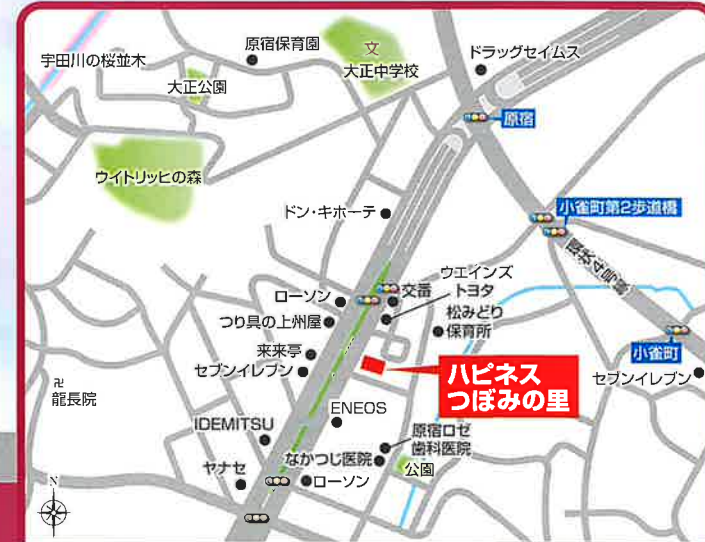 原宿保育園
文
大正中学校
ドラッグセイムス
宇田川の桜並木
大正公園
原宿
ウイトリッヒの森
ドン・キホーテ
小雀町第2歩道橋
環状4号線
ウエインズ
トヨタ
交番
ローソン
つり具の上州屋
松みどり
保育所
来来亭
セブンイレブン
小雀町
セブンイレブン
ハピネス
つぼみの里
卍
龍長院
ENEOS
IDEMITSU
原宿ロゼ
歯科医院
なかつじ医院
公園
ヤナセ
ローソン
N